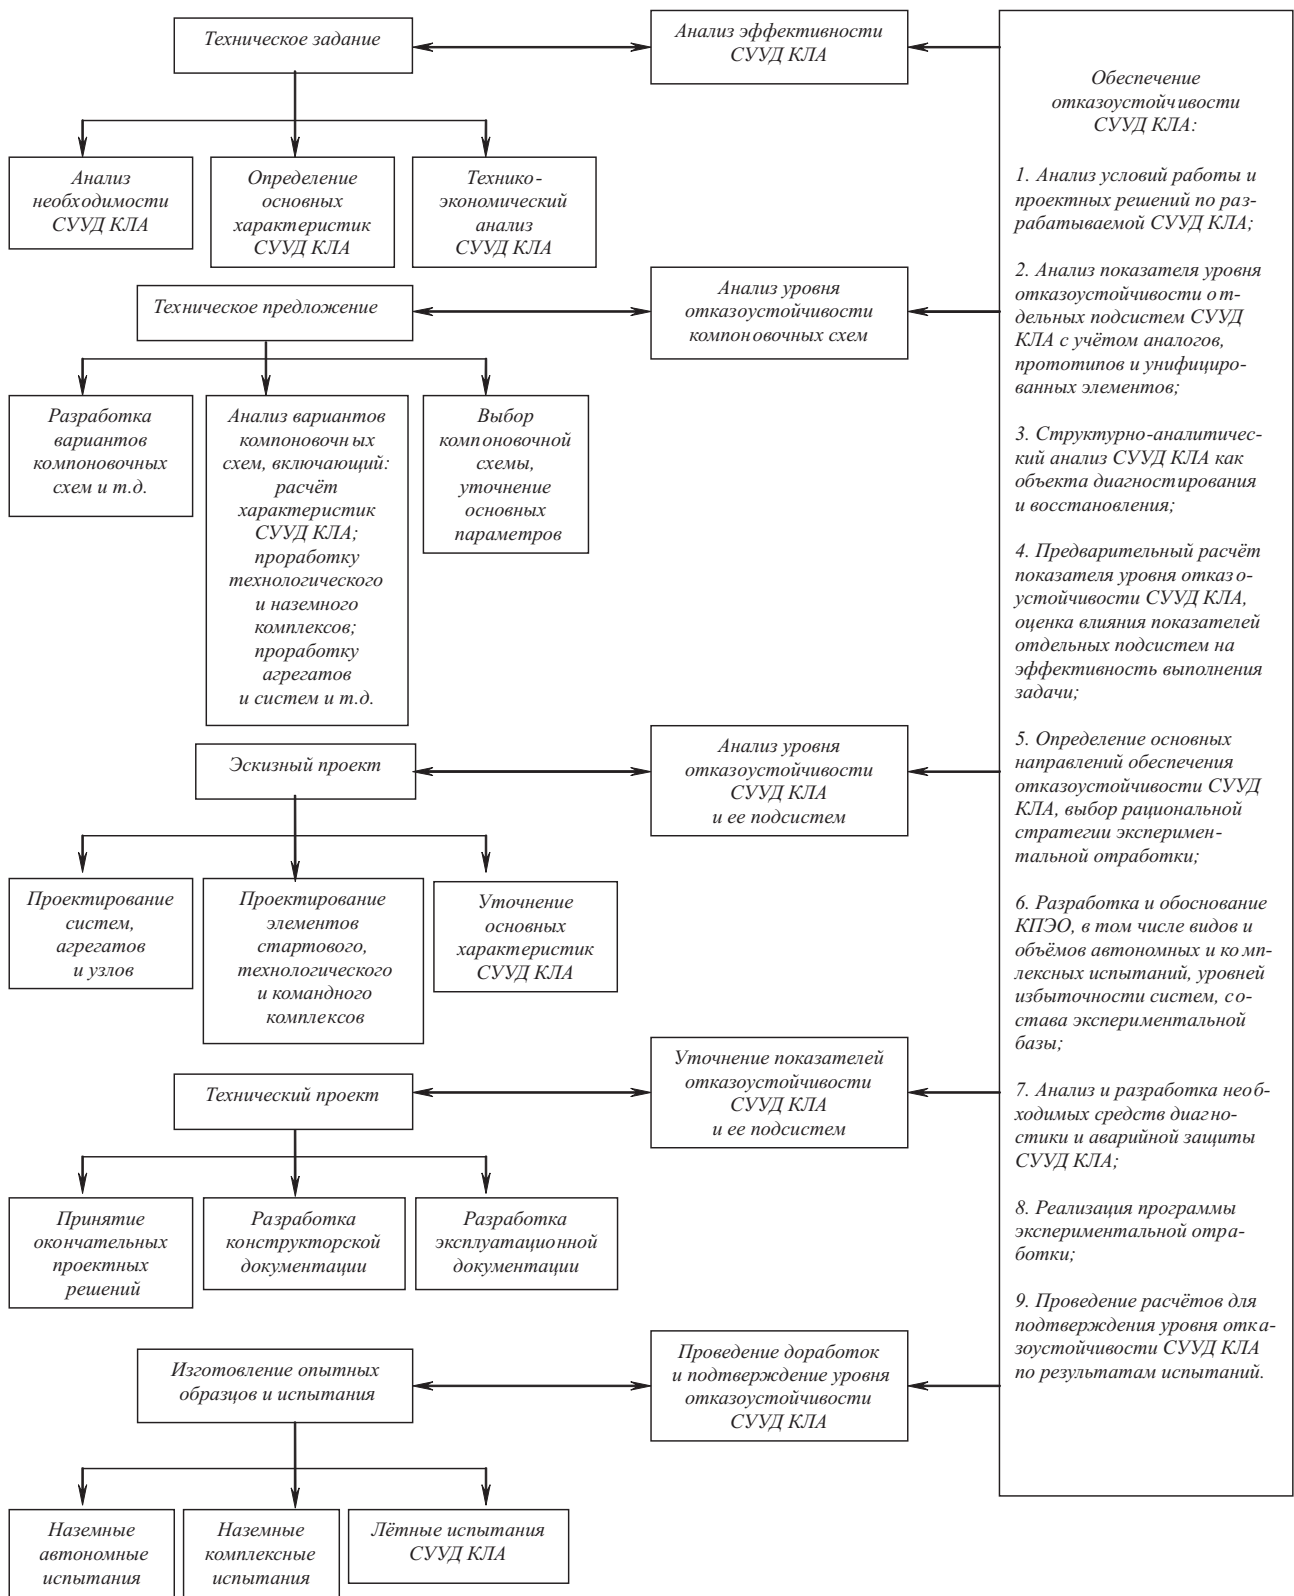 Техническое задание
Анализ эффективности
СУУД КЛА
Анализ
необходимости
СУУД КЛА
Определение
основных
характеристик
СУУД КЛА
Технико-
экономический
анализ
СУУД КЛА
Техническое предложение
Анализ уровня
отказоустойчивости
компоновочных схем
Разработка
вариантов
компоновочных
схем и т.д.
Анализ вариантов
компоновочных
схем, включающий:
расчёт
характеристик
СУУД КЛА;
проработку
технологического
и наземного
комплексов;
проработку
агрегатов
и систем и т.д.
Выбор
компоновочной
схемы,
уточнение
основных
параметров
Эскизный проект
Анализ уровня
отказоустойчивости
СУУД КЛА
и ее подсистем
Проектирование
систем,
агрегатов
и узлов
Проектирование
элементов
стартового,
технологического
и командного
комплексов
Уточнение
основных
характеристик
СУУД КЛА
Технический проект
Уточнение показателей
отказоустойчивости
СУУД КЛА
и ее подсистем
Принятие
окончательных
проектных
решений
Разработка
конструкторской
документации
Разработка
эксплуатационной
документации
Изготовление опытных
образцов и испытания
Проведение доработок
и подтверждение уровня
отказоустойчивости
СУУД КЛА
Наземные
автономные
испытания
Наземные
комплексные
испытания
Лётные испытания
СУУД КЛА
Обеспечение
отказоустойчивости
СУУД КЛА:
1. Анализ условий работы и
проектных решений по раз-
рабатываемой СУУД КЛА;
2. Анализ показателя уровня
отказоустойчивости от-
дельных подсистем СУУД
КЛА с учётом аналогов,
прототипов и унифициро-
ванных элементов;
3. Структурно-аналитичес-
кий анализ СУУД КЛА как
объекта диагностирования
и восстановления;
4. Предварительный расчёт
показателя уровня отказо-
устойчивости СУУД КЛА,
оценка влияния показателей
отдельных подсистем на
эффективность выполнения
задачи;
5. Определение основных
направлений обеспечения
отказоустойчивости СУУД
КЛА, выбор рациональной
стратегии эксперимен-
тальной отработки;
6. Разработка и обоснование
КПЭО, в том числе видов и
объёмов автономных и комп-
лексных испытаний, уровней
избыточности систем, со-
става экспериментальной
базы;
7. Анализ и разработка необ-
ходимых средств диагно-
стики и аварийной защиты
СУУД КЛА;
8. Реализация программы
экспериментальной отра-
ботки;
9. Проведение расчётов для
подтверждения уровня отка-
зоустойчивости СУУД КЛА
по результатам испытаний.